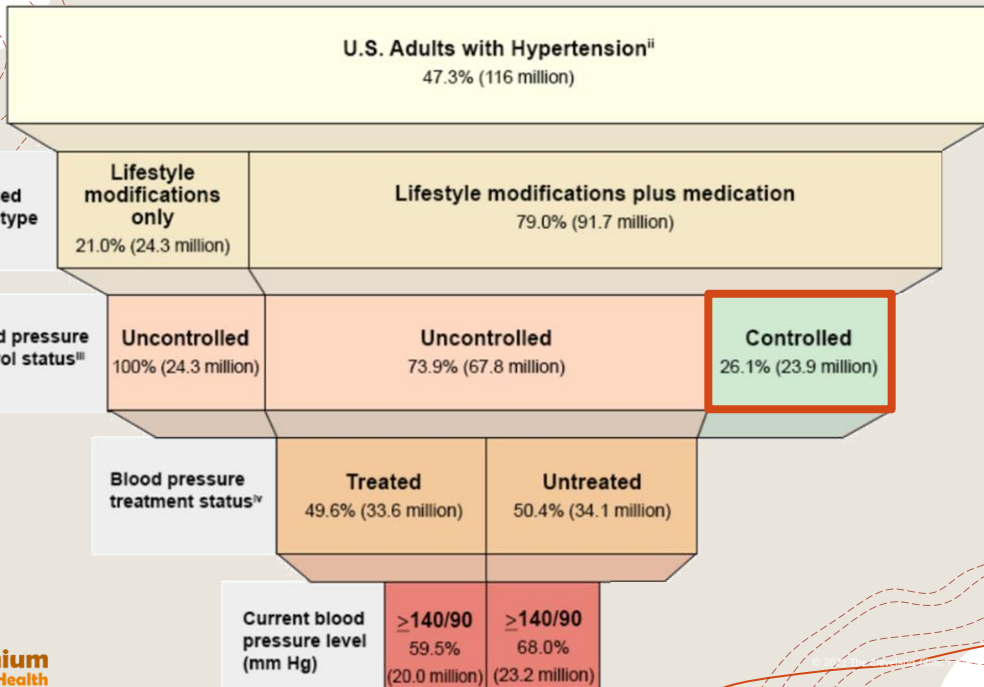 U.S. Adults with Hypertensionⁱⁱ
47.3% (116 million)
ed
type
Lifestyle
modifications
only
21.0% (24.3 million)
Lifestyle modifications plus medication
79.0% (91.7 million)
d pressure
ol statusⁱⁱⁱ
Uncontrolled
100% (24.3 million)
Uncontrolled
73.9% (67.8 million)
Controlled
26.1% (23.9 million)
Blood pressure
treatment statusⁱᵛ
Treated
49.6% (33.6 million)
Untreated
50.4% (34.1 million)
Current blood
pressure level
(mm Hg)
≥140/90
59.5%
(20.0 million)
≥140/90
68.0%
(23.2 million)
nium
Health
The Cleveland Clinic